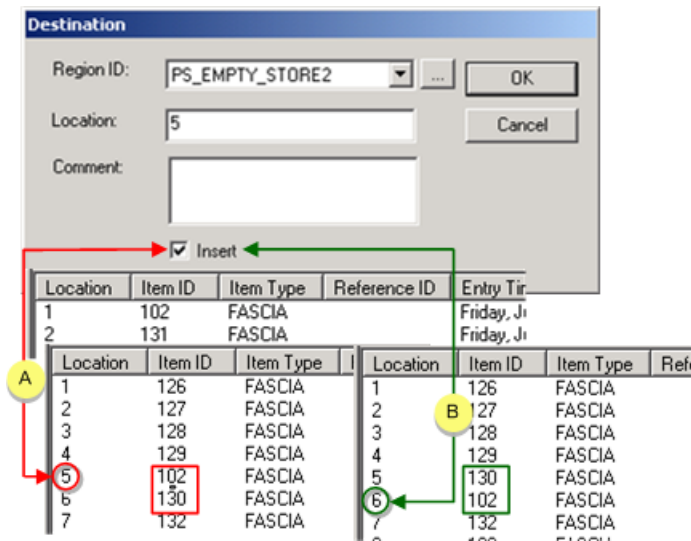 Destination
Region ID: PS_EMPTY_STORE2 ... OK
Location: 5 Cancel
Comment:
Insert
Location Item ID Item Type Reference ID
1 102 FASCIA Friday,
2 131 FASCIA Friday,
A
Location Item ID Item Type
1 126 FASCIA
2 127 FASCIA
3 128 FASCIA
4 129 FASCIA
5 102 FASCIA
6 130 FASCIA
7 132 FASCIA
B
Location Item ID Item Type
1 126 FASCIA
2 127 FASCIA
3 128 FASCIA
4 129 FASCIA
5 130 FASCIA
6 102 FASCIA
7 132 FASCIA